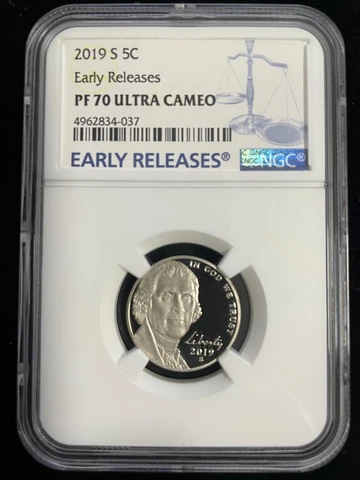 2019 S 5C
Early Releases
PF 70 ULTRA CAMEO
4962834-037
EARLY RELEASES®
NGC®
IN GOD WE TRUST
Liberty
2019
S